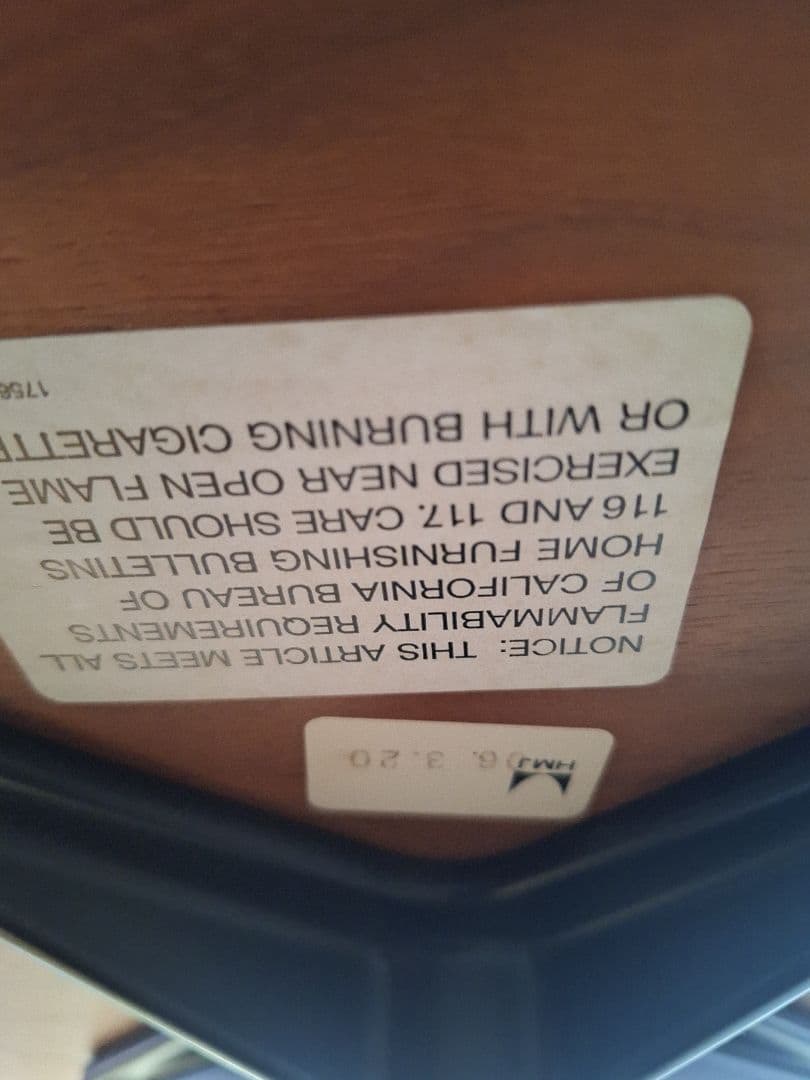 HMJ 06. 3.20
NOTICE: THIS ARTICLE MEETS ALL
FLAMMABILITY REQUIREMENTS
OF CALIFORNIA BUREAU OF
HOME FURNISHING BULLETINS
116 AND 117. CARE SHOULD BE
EXERCISED NEAR OPEN FLAME
OR WITH BURNING CIGARETTE